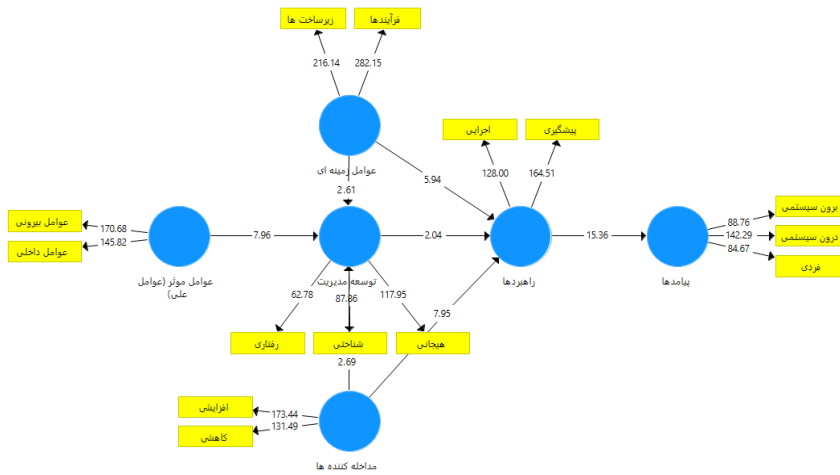 زیرساخت ها
فرآیندها
216.14
282.15
اجرایی
پیشگیری
عوامل زمینه ای
128.00
164.51
5.94
2.61
عوامل بیرونی
170.68
عوامل داخلی
145.82
7.96
2.04
15.36
برون سیستمی
88.76
درون سیستمی
142.29
فردی
84.67
عوامل موثر (عوامل
علی)
توسعه مدیریت
راهبردها
پیامدها
62.78
87.86
117.95
7.95
رفتاری
شناختی
هیجانی
2.69
افزایشی
173.44
کاهشی
131.49
مداخله کننده ها